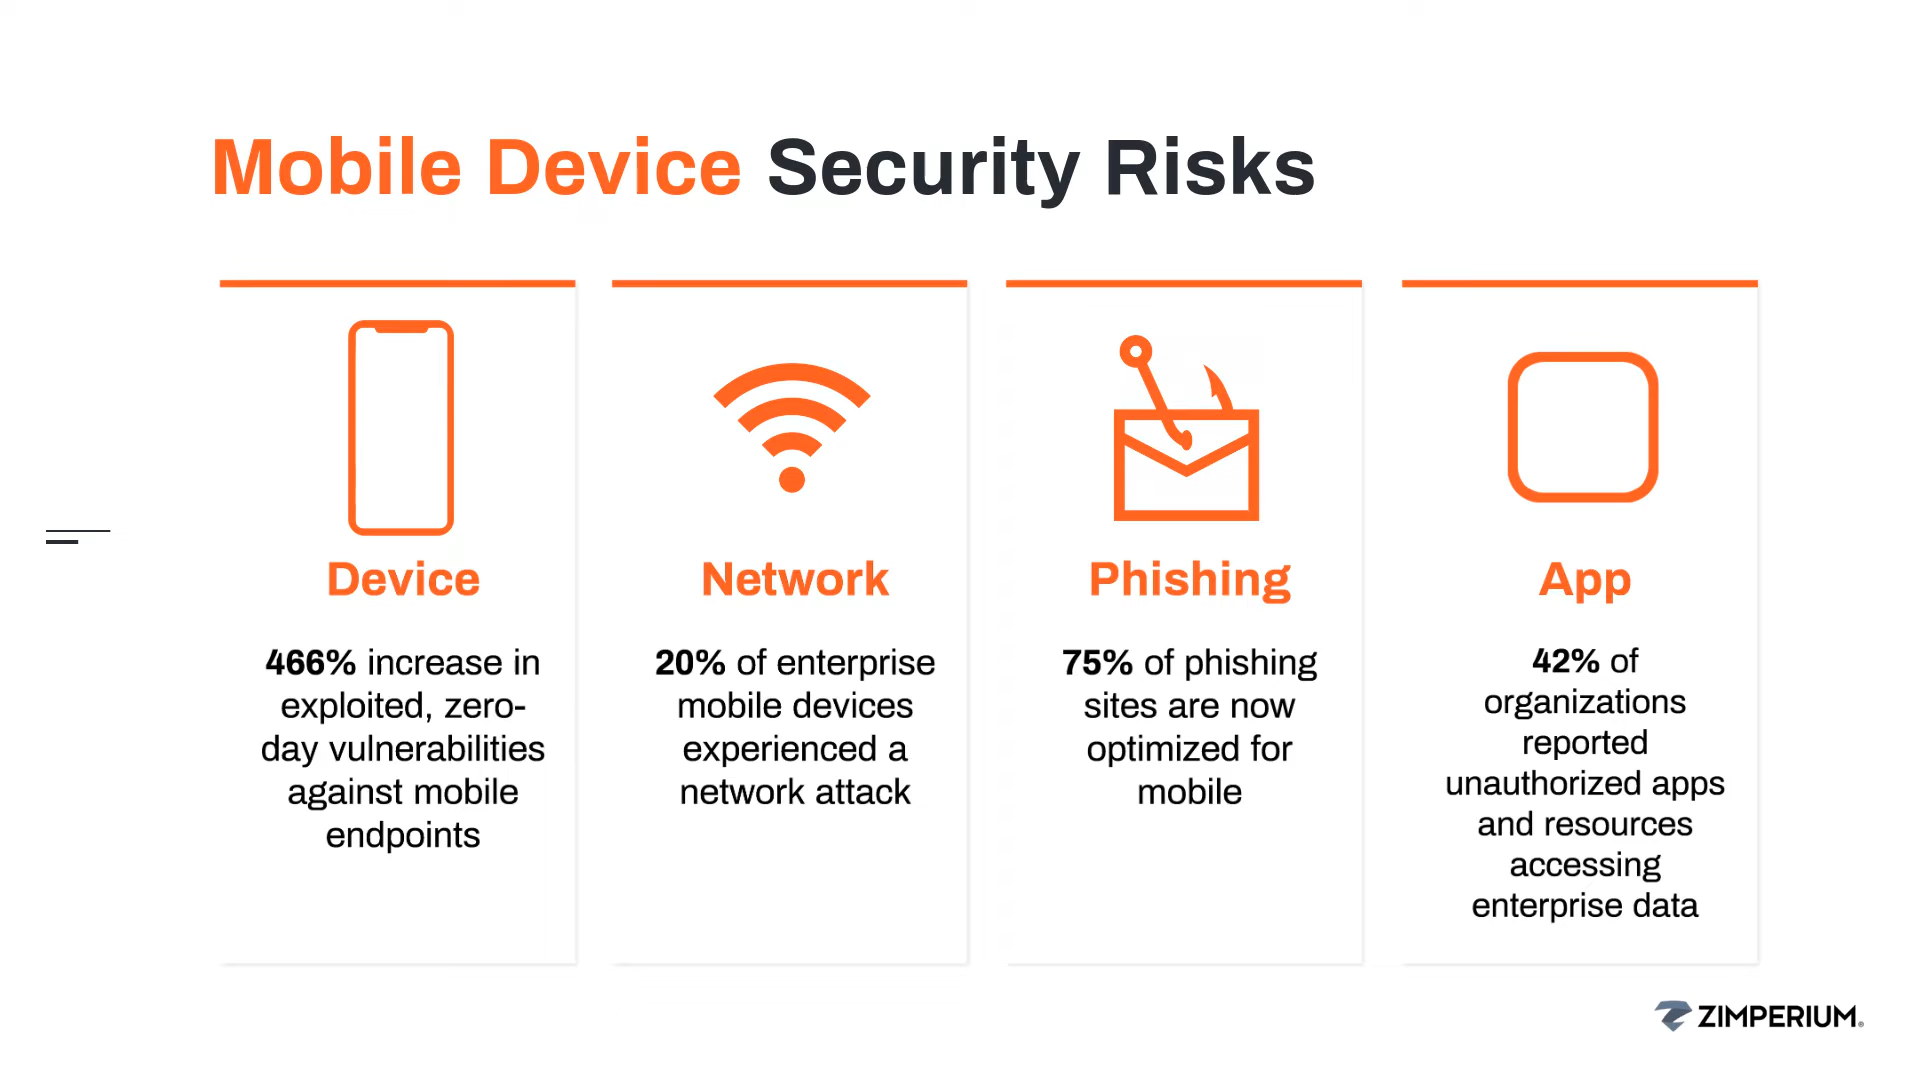 Mobile Device Security Risks
Device
466% increase in
exploited, zero-
day vulnerabilities
against mobile
endpoints
Network
20% of enterprise
mobile devices
experienced a
network attack
Phishing
75% of phishing
sites are now
optimized for
mobile
App
42% of
organizations
reported
unauthorized apps
and resources
accessing
enterprise data
ZIMPERIUM®